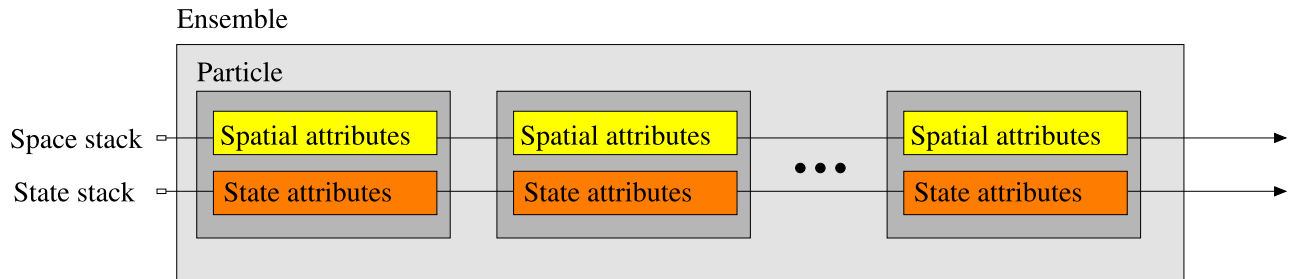 Ensemble
Particle
Space stack
Spatial attributes
Spatial attributes
Spatial attributes
State stack
State attributes
State attributes
State attributes